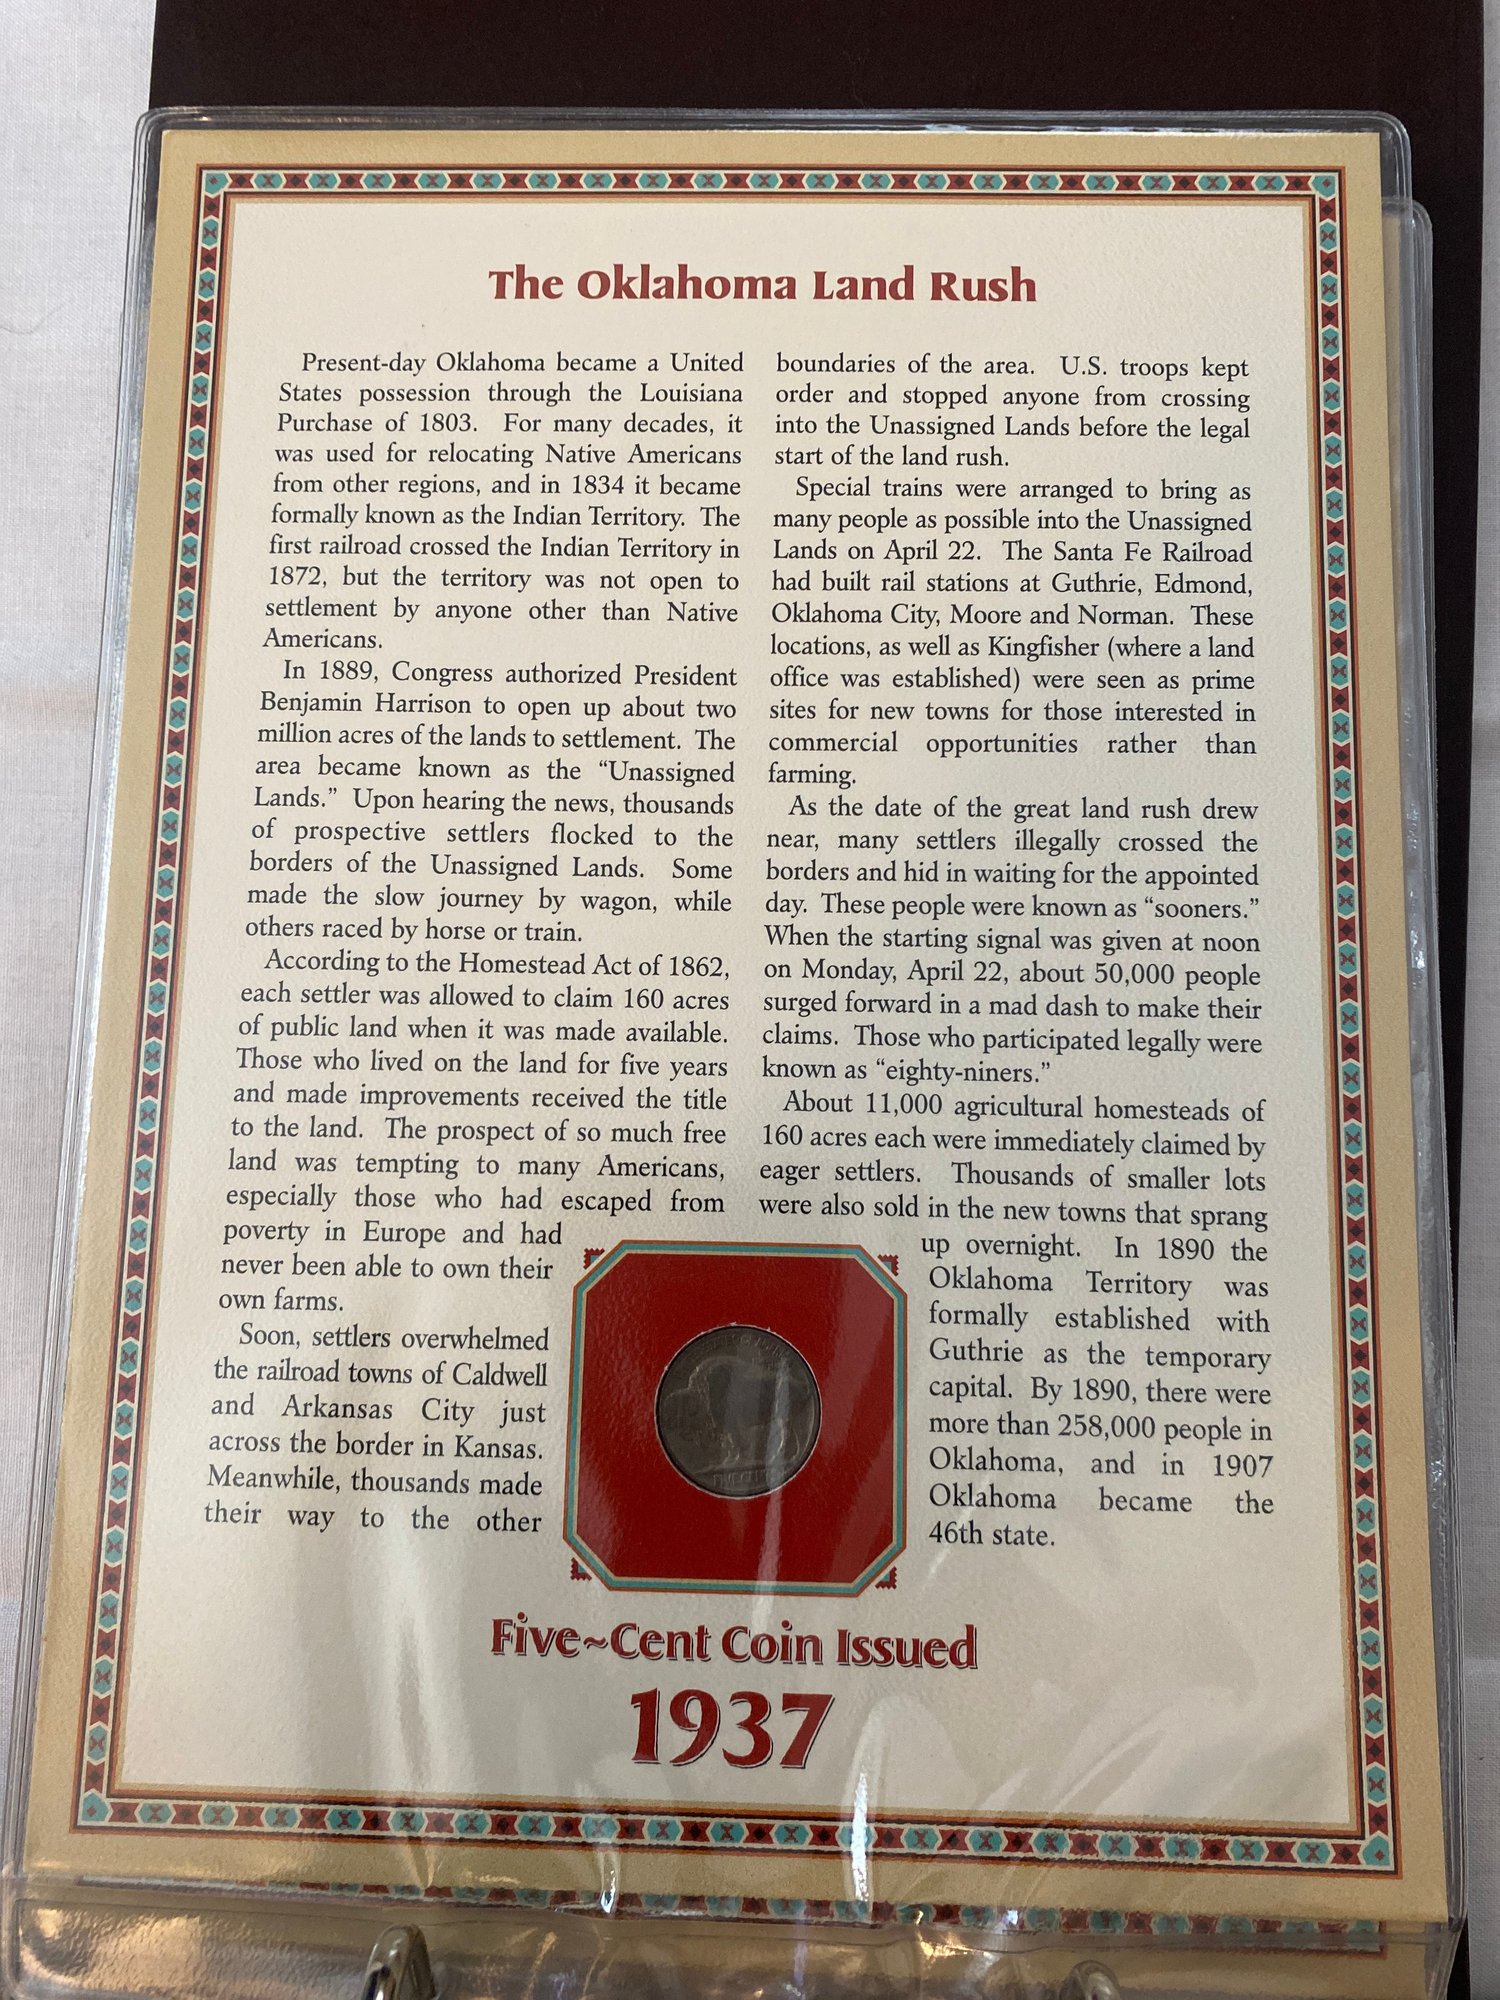 The Oklahoma Land Rush
Present-day Oklahoma became a United
States possession through the Louisiana
Purchase of 1803. For many decades, it
was used for relocating Native Americans
from other regions, and in 1834 it became
formally known as the Indian Territory. The
first railroad crossed the Indian Territory in
1872, but the territory was not open to
settlement by anyone other than Native
Americans.
In 1889, Congress authorized President
Benjamin Harrison to open up about two
million acres of the lands to settlement. The
area became known as the “Unassigned
Lands.” Upon hearing the news, thousands
of prospective settlers flocked to the
borders of the Unassigned Lands. Some
made the slow journey by wagon, while
others raced by horse or train.
According to the Homestead Act of 1862,
each settler was allowed to claim 160 acres
of public land when it was made available.
Those who lived on the land for five years
and made improvements received the title
to the land. The prospect of so much free
land was tempting to many Americans,
especially those who had escaped from
poverty in Europe and had
never been able to own their
own farms.
Soon, settlers overwhelmed
the railroad towns of Caldwell
and Arkansas City just
across the border in Kansas.
Meanwhile, thousands made
their way to the other
boundaries of the area. U.S. troops kept
order and stopped anyone from crossing
into the Unassigned Lands before the legal
start of the land rush.
Special trains were arranged to bring as
many people as possible into the Unassigned
Lands on April 22. The Santa Fe Railroad
had built rail stations at Guthrie, Edmond,
Oklahoma City, Moore and Norman. These
locations, as well as Kingfisher (where a land
office was established) were seen as prime
sites for new towns for those interested in
commercial opportunities rather than
farming.
As the date of the great land rush drew
near, many settlers illegally crossed the
borders and hid in waiting for the appointed
day. These people were known as “sooners.”
When the starting signal was given at noon
on Monday, April 22, about 50,000 people
surged forward in a mad dash to make their
claims. Those who participated legally were
known as “eighty-niners.”
About 11,000 agricultural homesteads of
160 acres each were immediately claimed by
eager settlers. Thousands of smaller lots
were also sold in the new towns that sprang
up overnight. In 1890 the
Oklahoma Territory was
formally established with
Guthrie as the temporary
capital. By 1890, there were
more than 258,000 people in
Oklahoma, and in 1907
Oklahoma became the
46th state.
FIVE CENTS
Five~Cent Coin Issued
1937